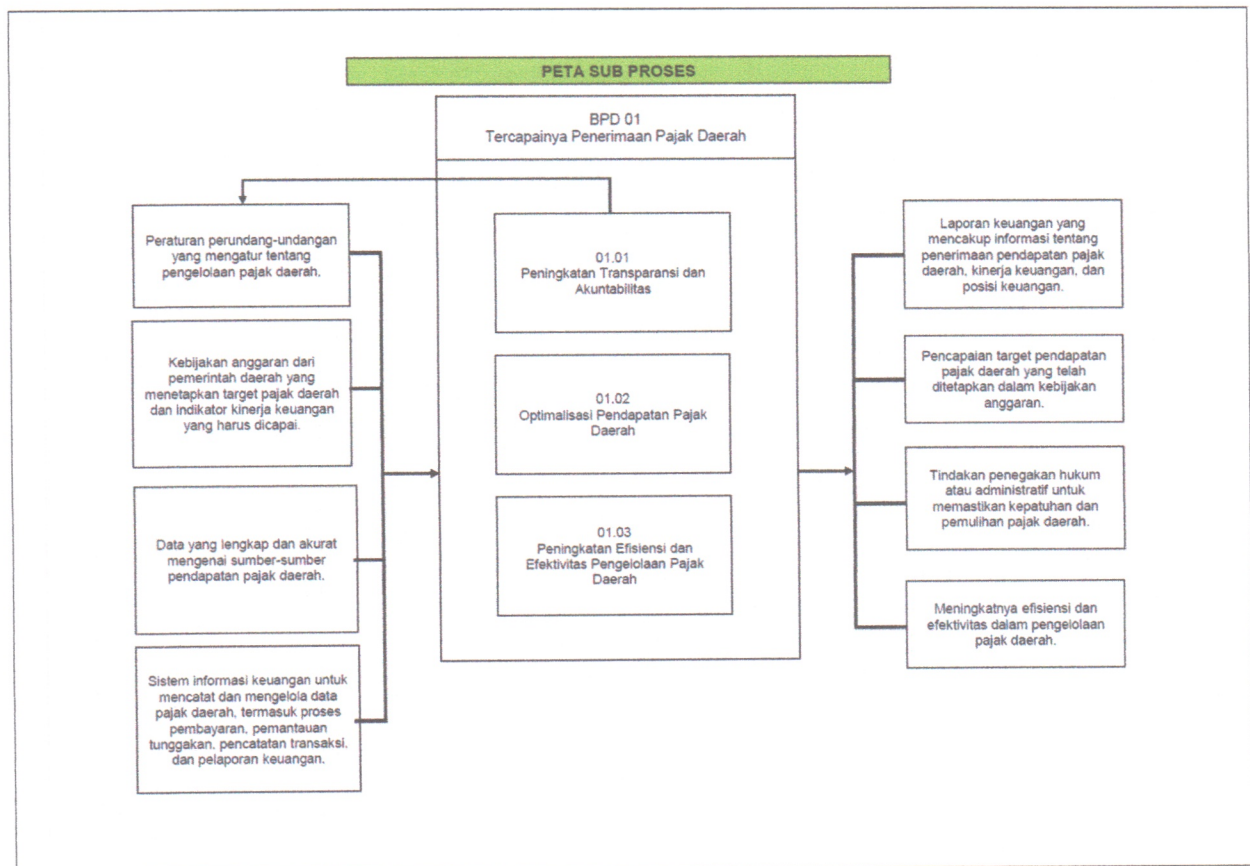 PETA SUB PROSES
BPD 01
Tercapainya Penerimaan Pajak Daerah
Peraturan perundang-undangan
yang mengatur tentang
pengelolaan pajak daerah.
Kebijakan anggaran dari
pemerintah daerah yang
menetapkan target pajak daerah
dan indikator kinerja keuangan
yang harus dicapai.
Data yang lengkap dan akurat
mengenai sumber-sumber
pendapatan pajak daerah.
Sistem informasi keuangan untuk
mencatat dan mengelola data
pajak daerah, termasuk proses
pembayaran, pemantauan
tunggakan, pencatatan transaksi,
dan pelaporan keuangan.
01.01
Peningkatan Transparansi dan
Akuntabilitas
01.02
Optimalisasi Pendapatan Pajak
Daerah
01.03
Peningkatan Efisiensi dan
Efektivitas Pengelolaan Pajak
Daerah
Laporan keuangan yang
mencakup informasi tentang
penerimaan pendapatan pajak
daerah, kinerja keuangan, dan
posisi keuangan.
Pencapaian target pendapatan
pajak daerah yang telah
ditetapkan dalam kebijakan
anggaran.
Tindakan penegakan hukum
atau administratif untuk
memastikan kepatuhan dan
pemulihan pajak daerah.
Meningkatnya efisiensi dan
efektivitas dalam pengelolaan
pajak daerah.